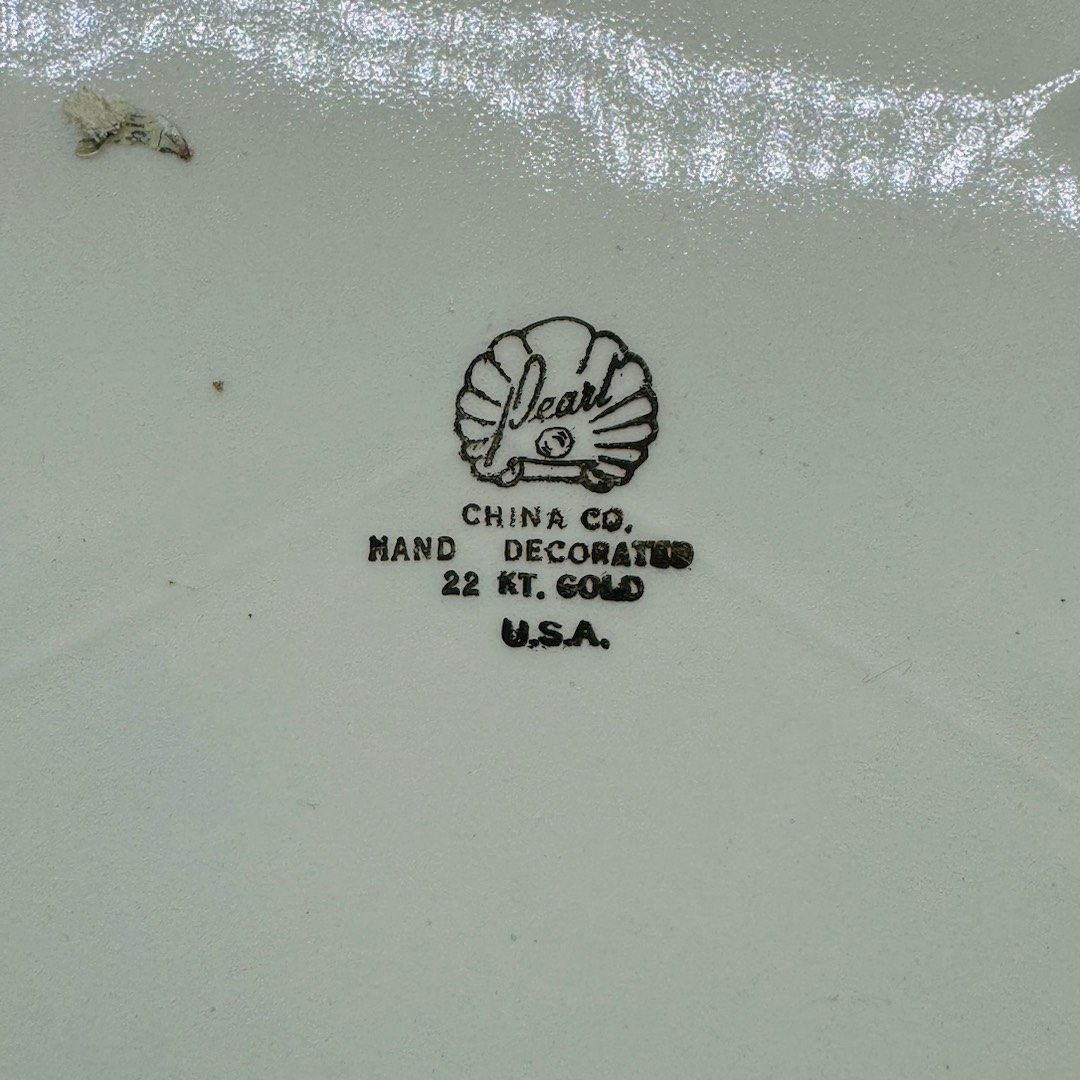 Pearl
CHINA CO.
HAND DECORATED
22 KT. GOLD
U.S.A.